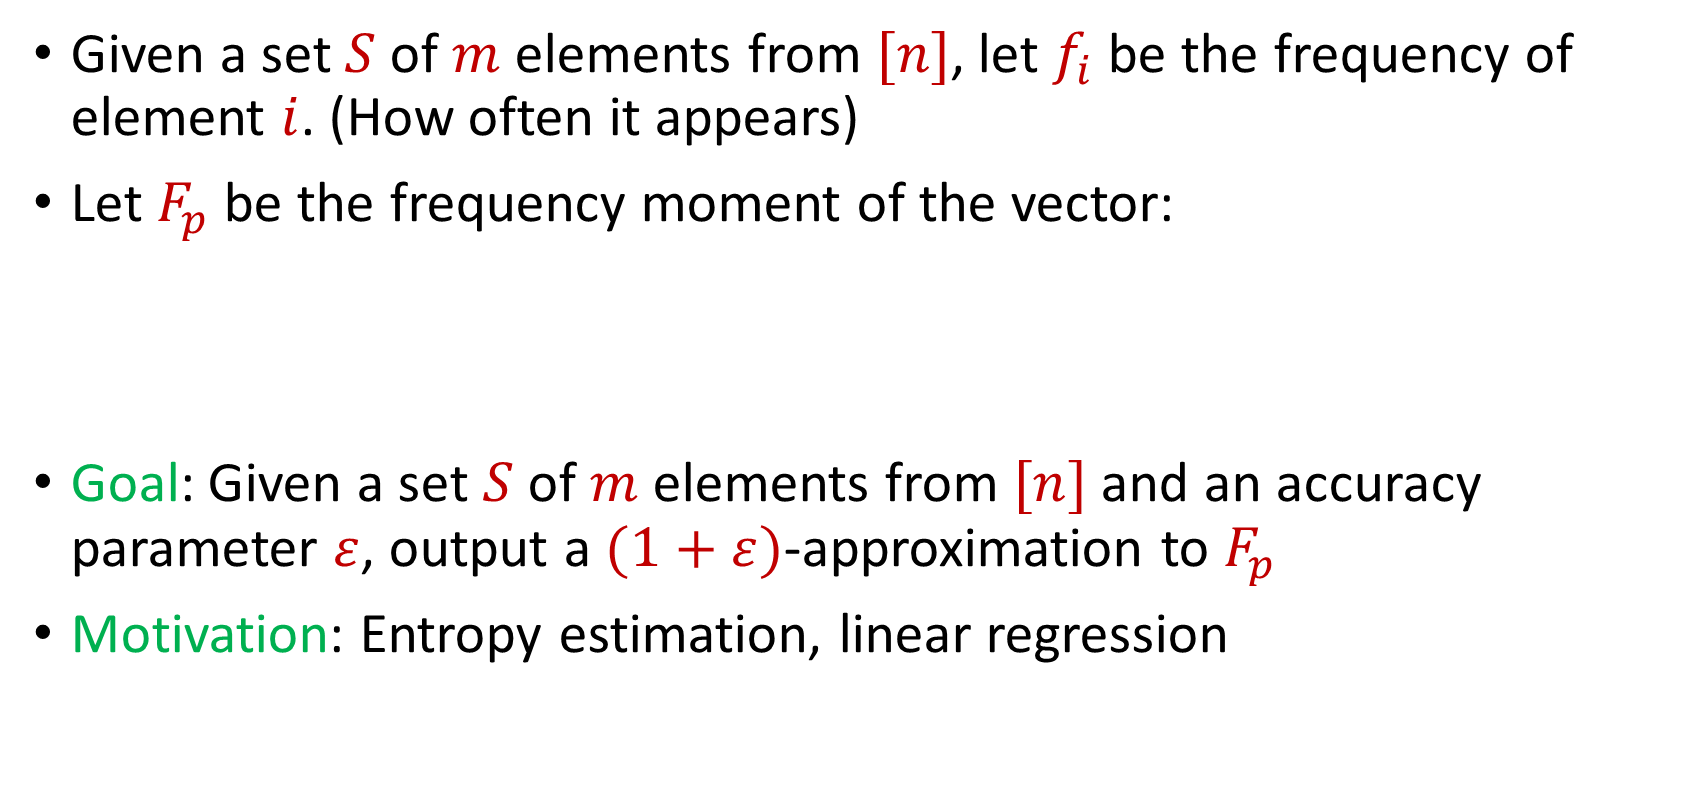 • Given a set S of m elements from [n], let fᵢ be the frequency of
element i. (How often it appears)
• Let Fₚ be the frequency moment of the vector:
• Goal: Given a set S of m elements from [n] and an accuracy
parameter ε, output a (1 + ε)-approximation to Fₚ
• Motivation: Entropy estimation, linear regression